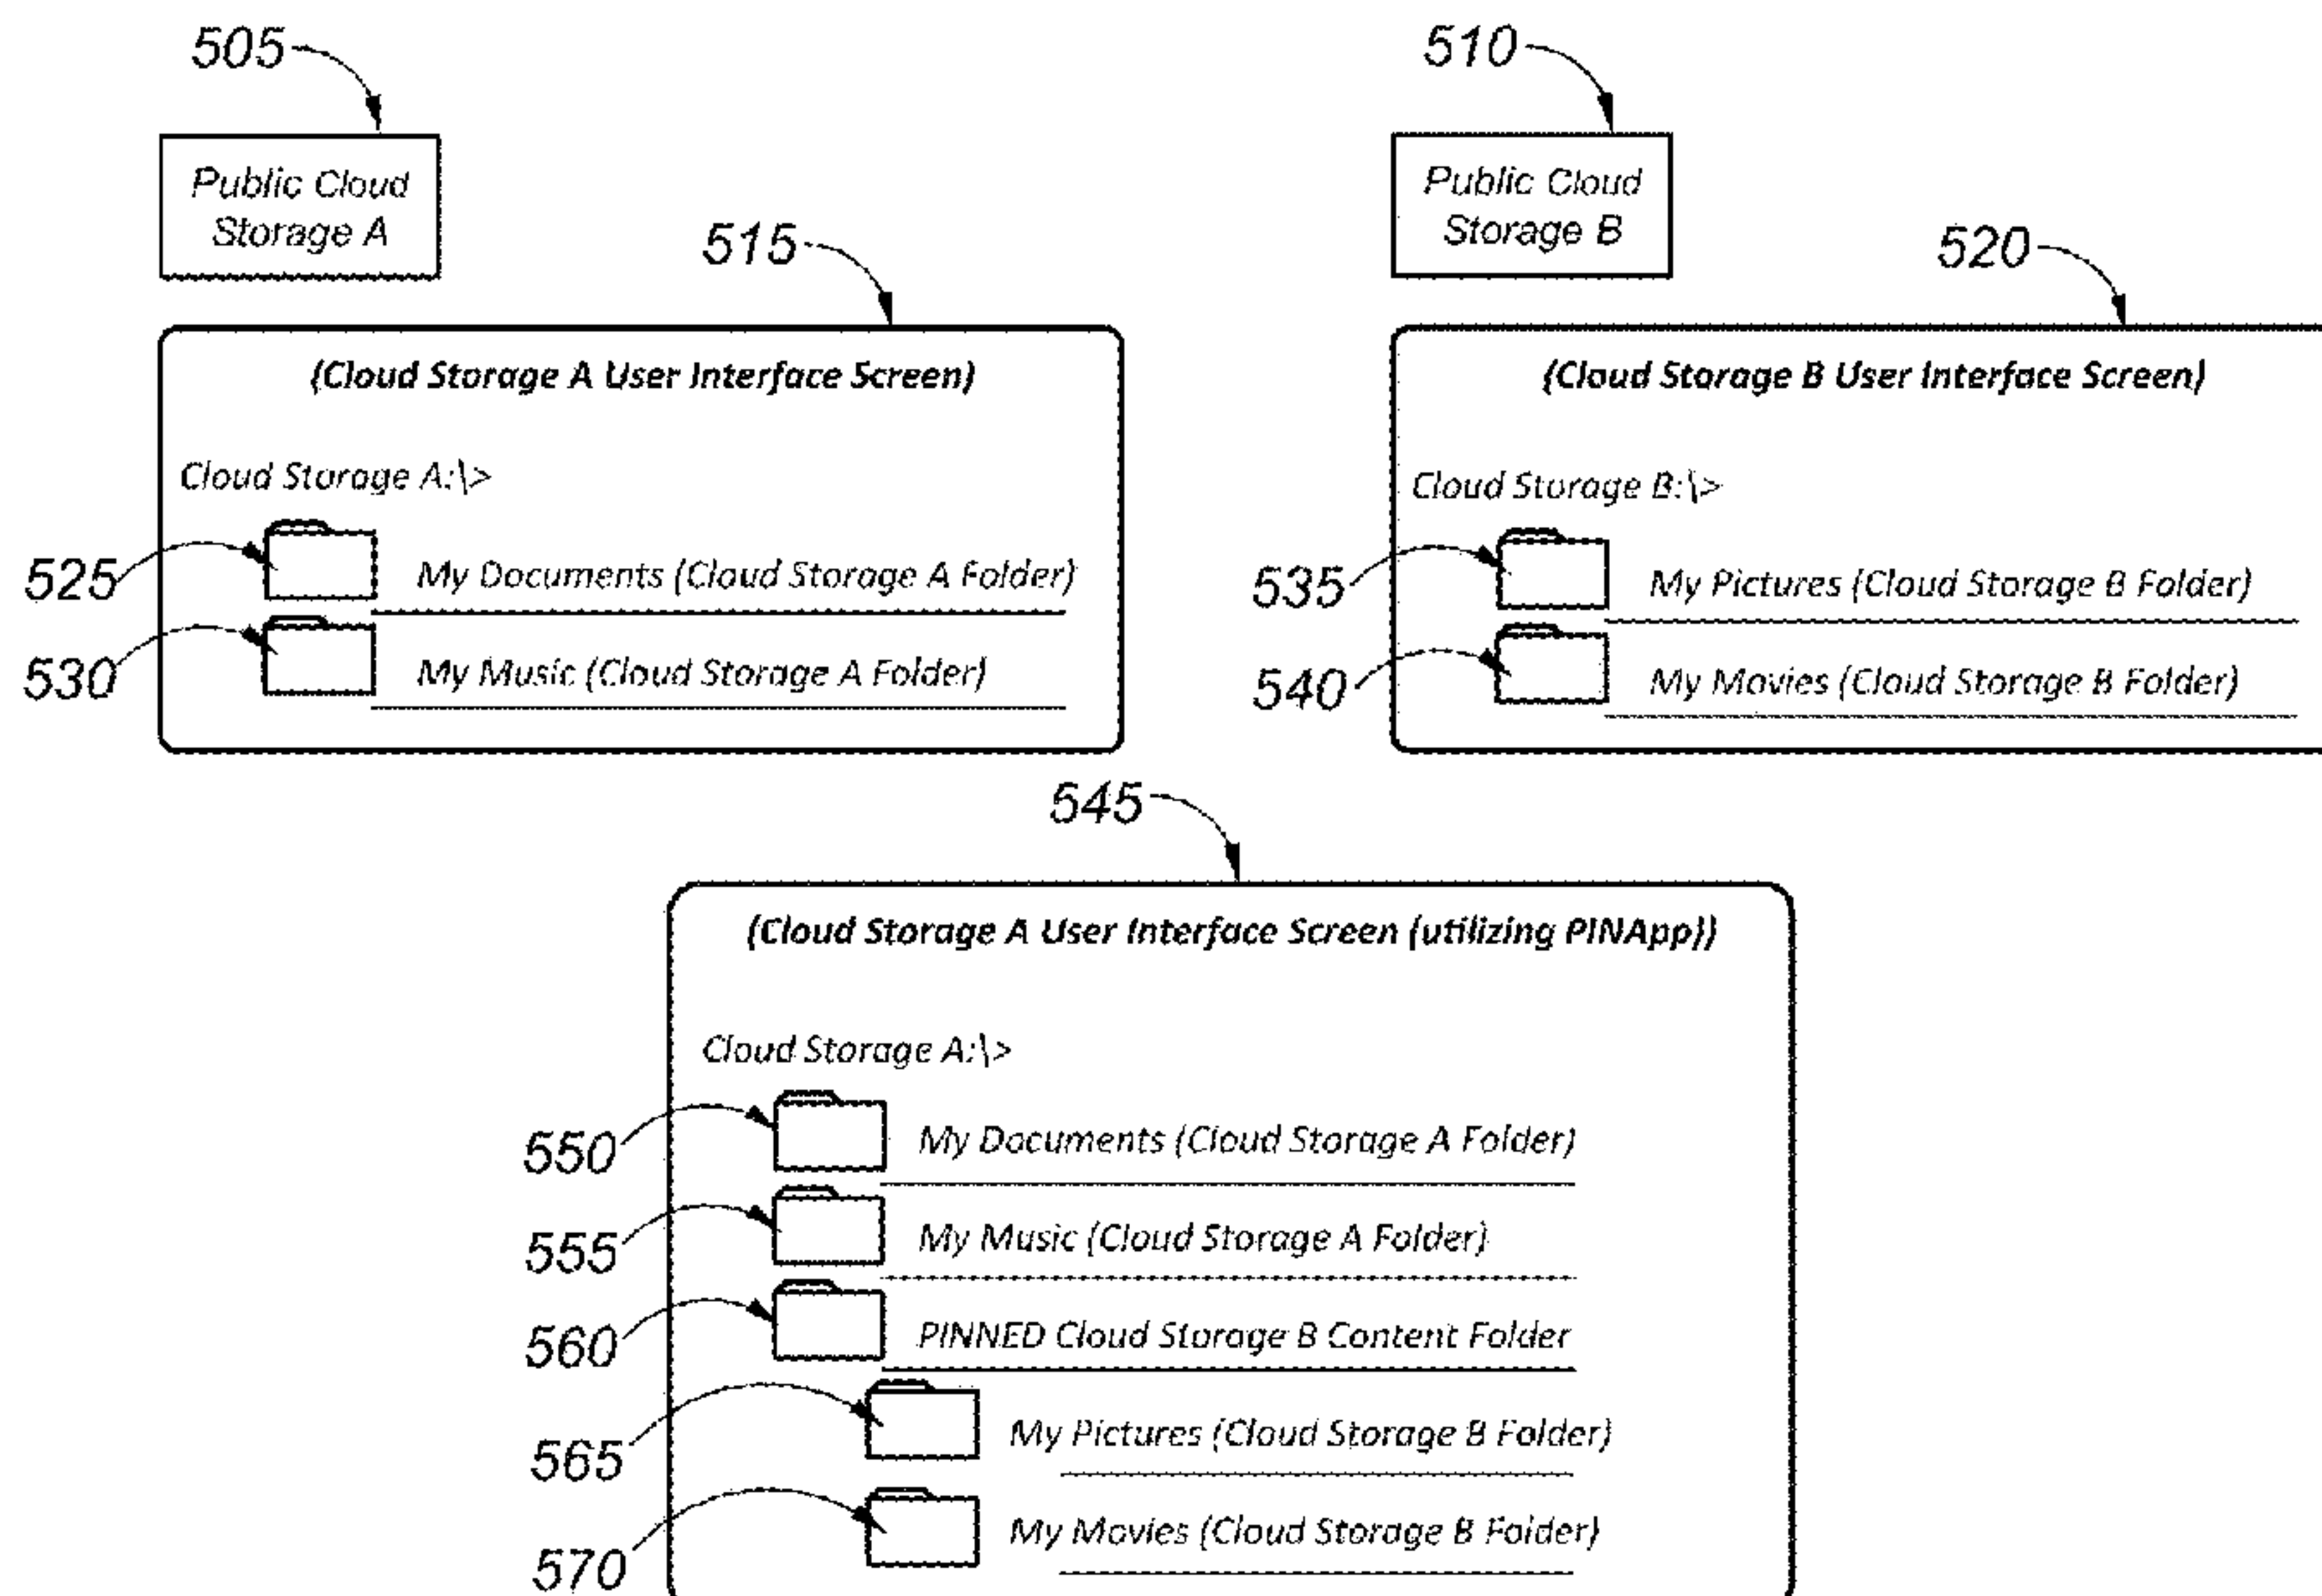 505
510
Public Cloud
Storage A
Public Cloud
Storage B
515
520
(Cloud Storage A User Interface Screen)
Cloud Storage A:\>
525
My Documents (Cloud Storage A Folder)
530
My Music (Cloud Storage A Folder)
(Cloud Storage B User Interface Screen)
Cloud Storage B:\>
535
My Pictures (Cloud Storage B Folder)
540
My Movies (Cloud Storage B Folder)
545
(Cloud Storage A User Interface Screen (utilizing PINApp))
Cloud Storage A:\>
550
My Documents (Cloud Storage A Folder)
555
My Music (Cloud Storage A Folder)
560
PINNED Cloud Storage B Content Folder
565
My Pictures (Cloud Storage B Folder)
570
My Movies (Cloud Storage B Folder)